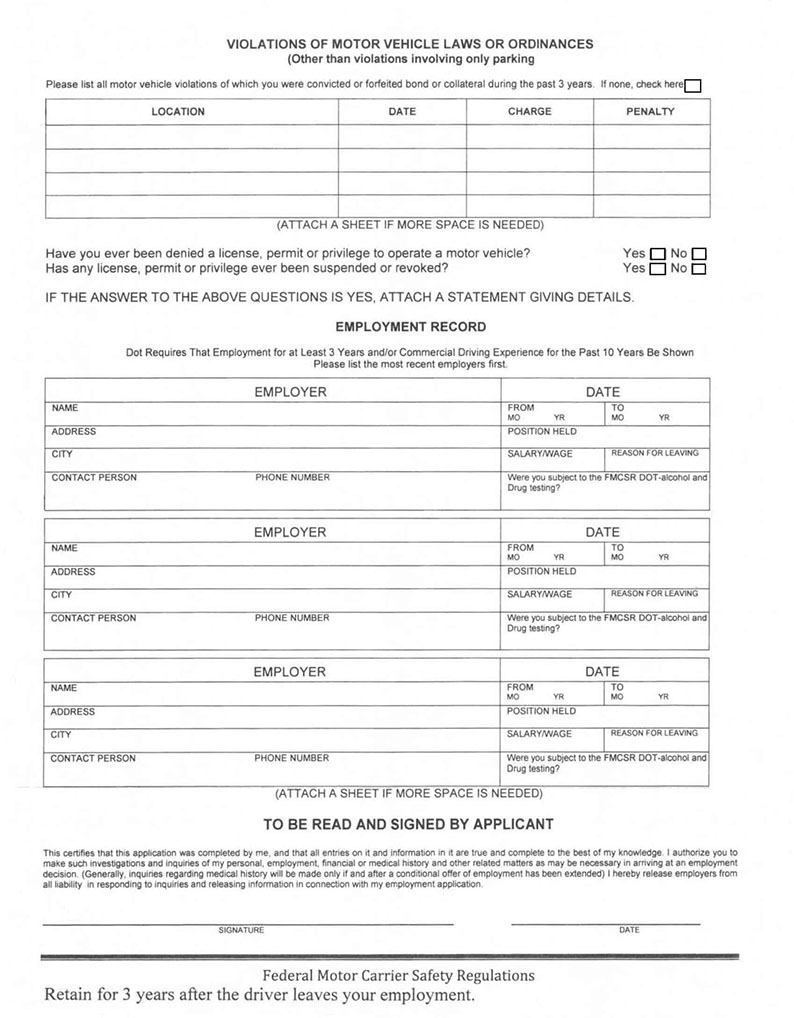 VIOLATIONS OF MOTOR VEHICLE LAWS OR ORDINANCES
(Other than violations involving only parking
Please list all motor vehicle violations of which you were convicted or forfeited bond or collateral during the past 3 years. If none, check here
LOCATION DATE CHARGE PENALTY
(ATTACH A SHEET IF MORE SPACE IS NEEDED)
Have you ever been denied a license, permit or privilege to operate a motor vehicle? Yes No
Has any license, permit or privilege ever been suspended or revoked? Yes No
IF THE ANSWER TO THE ABOVE QUESTIONS IS YES, ATTACH A STATEMENT GIVING DETAILS.
EMPLOYMENT RECORD
Dot Requires That Employment for at Least 3 Years and/or Commercial Driving Experience for the Past 10 Years Be Shown
Please list the most recent employers first.
EMPLOYER DATE
NAME FROM TO
MO YR MO YR
ADDRESS POSITION HELD
CITY SALARY/WAGE REASON FOR LEAVING
CONTACT PERSON PHONE NUMBER Were you subject to the FMCSR DOT-alcohol and
Drug testing?
EMPLOYER DATE
NAME FROM TO
MO YR MO YR
ADDRESS POSITION HELD
CITY SALARY/WAGE REASON FOR LEAVING
CONTACT PERSON PHONE NUMBER Were you subject to the FMCSR DOT-alcohol and
Drug testing?
EMPLOYER DATE
NAME FROM TO
MO YR MO YR
ADDRESS POSITION HELD
CITY SALARY/WAGE REASON FOR LEAVING
CONTACT PERSON PHONE NUMBER Were you subject to the FMCSR DOT-alcohol and
Drug testing?
(ATTACH A SHEET IF MORE SPACE IS NEEDED)
TO BE READ AND SIGNED BY APPLICANT
This certifies that this application was completed by me, and that all entries on it and information in it are true and complete to the best of my knowledge. I authorize you to
make such investigations and inquiries of my personal, employment, financial or medical history and other related matters as may be necessary in arriving at an employment
decision. (Generally, inquiries regarding medical history will be made only if and after a conditional offer of employment has been extended) I hereby release employers from
all liability in responding to inquiries and releasing information in connection with my employment application.
SIGNATURE DATE
Federal Motor Carrier Safety Regulations
Retain for 3 years after the driver leaves your employment.